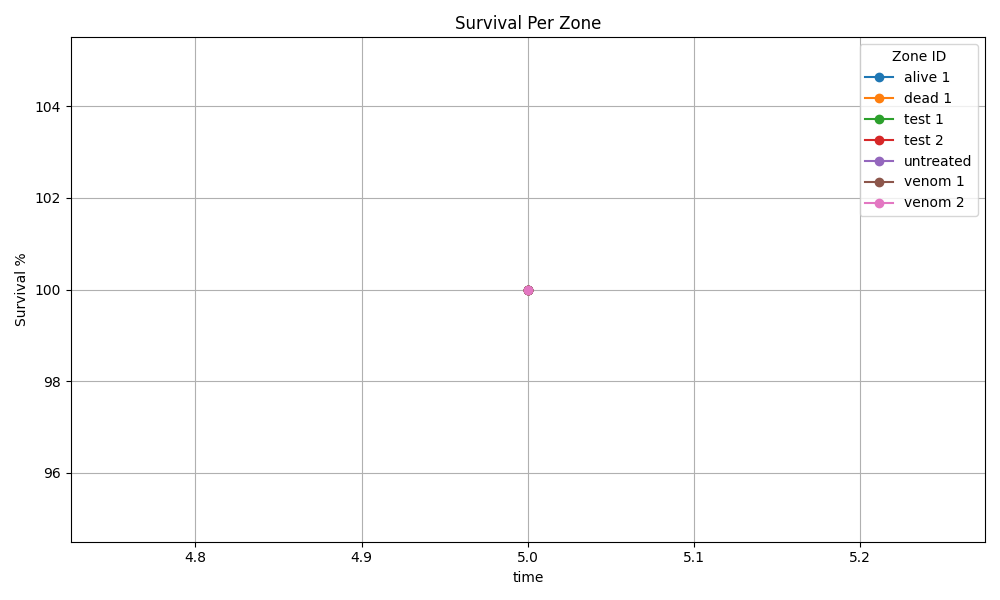 Survival Per Zone
Zone ID
alive 1
dead 1
test 1
test 2
untreated
venom 1
venom 2
Survival %
104
102
100
98
96
4.8
4.9
5.0
5.1
5.2
time